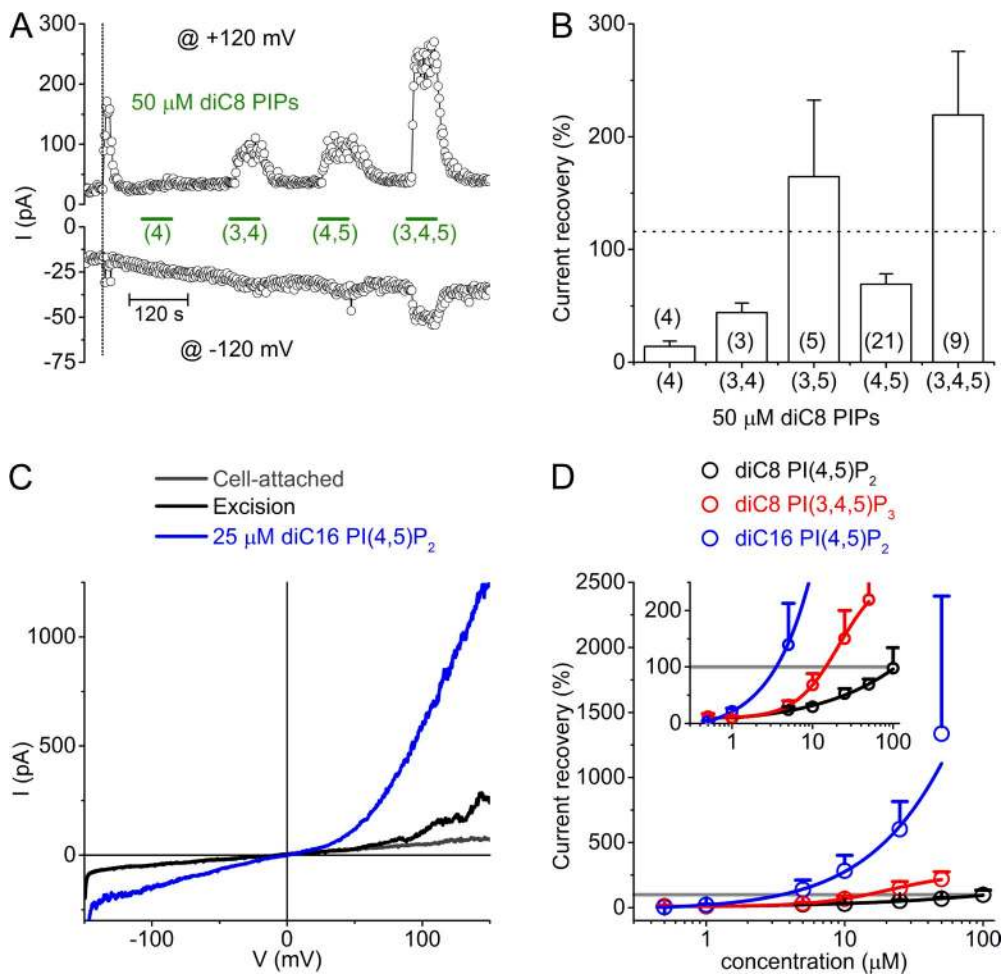 A
I (pA)
300
250
200
150
100
50
0
@ +120 mV
50 μM diC8 PIPs
(4) (3,4) (4,5) (3,4,5)
0
-25
-50
-75
120 s
@ -120 mV
B
Current recovery (%)
300
200
100
0
(4) (3) (5) (21) (9)
(4) (3,4) (3,5) (4,5) (3,4,5)
50 μM diC8 PIPs
C
Cell-attached
Excision
25 μM diC16 PI(4,5)P2
I (pA)
1000
500
0
-100 0 100
V (mV)
D
diC8 PI(4,5)P2
diC8 PI(3,4,5)P3
diC16 PI(4,5)P2
Current recovery (%)
2500
2000
1500
1000
500
0
200
100
0
1 10 100
1 10 100
concentration (μM)